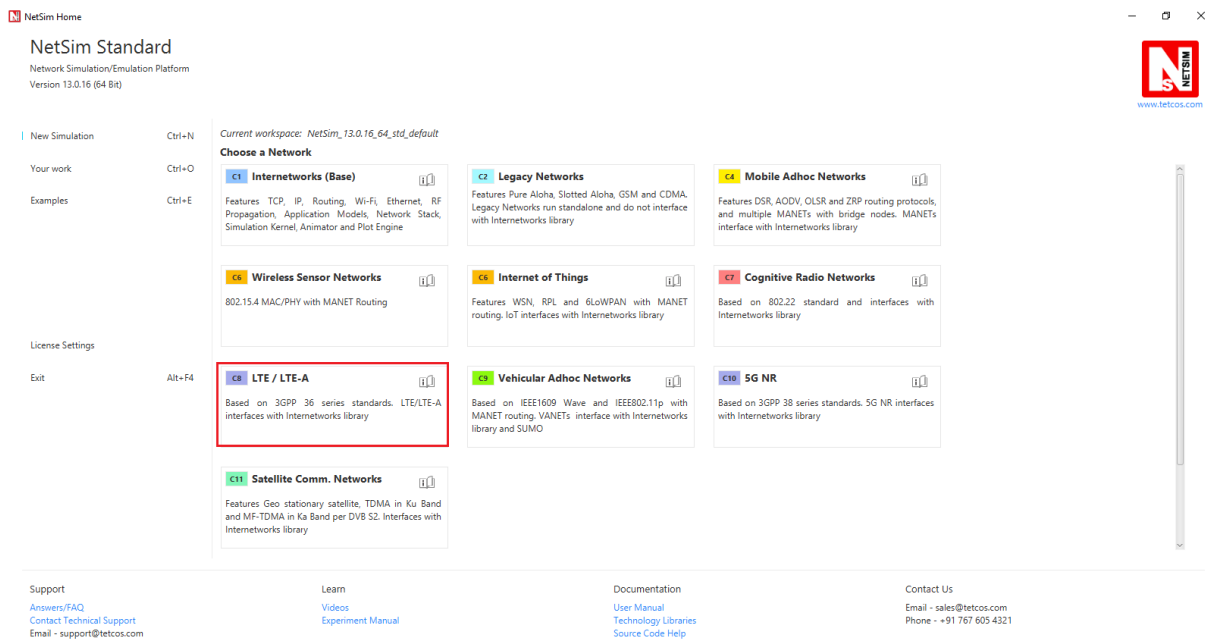 NetSim Home
NetSim Standard
Network Simulation/Emulation Platform
Version 13.0.16 (64 Bit)
N
S
NETSIM
www.tetcos.com
New Simulation Ctrl+N
Your work Ctrl+O
Examples Ctrl+E
License Settings
Exit Alt+F4
Current workspace: NetSim_13.0.16_64_std_default
Choose a Network
C1 Internetworks (Base)
Features TCP, IP, Routing, Wi-Fi, Ethernet, RF
Propagation, Application Models, Network Stack,
Simulation Kernel, Animator and Plot Engine
C2 Legacy Networks
Features Pure Aloha, Slotted Aloha, GSM and CDMA.
Legacy Networks run standalone and do not interface
with Internetworks library
C4 Mobile Adhoc Networks
Features DSR, AODV, OLSR and ZRP routing protocols,
and multiple MANETs with bridge nodes. MANETs
interface with Internetworks library
C6 Wireless Sensor Networks
802.15.4 MAC/PHY with MANET Routing
C6 Internet of Things
Features WSN, RPL and 6LoWPAN with MANET
routing. IoT interfaces with Internetworks library
C7 Cognitive Radio Networks
Based on 802.22 standard and interfaces with
Internetworks library
C8 LTE / LTE-A
Based on 3GPP 36 series standards. LTE/LTE-A
interfaces with Internetworks library
C9 Vehicular Adhoc Networks
Based on IEEE1609 Wave and IEEE802.11p with
MANET routing. VANETs interface with Internetworks
library and SUMO
C10 5G NR
Based on 3GPP 38 series standards. 5G NR interfaces
with Internetworks library
C11 Satellite Comm. Networks
Features Geo stationary satellite, TDMA in Ku Band
and MF-TDMA in Ka Band per DVB S2. Interfaces with
Internetworks library
Support
Answers/FAQ
Contact Technical Support
Email - support@tetcos.com
Learn
Videos
Experiment Manual
Documentation
User Manual
Technology Libraries
Source Code Help
Contact Us
Email - sales@tetcos.com
Phone - +91 767 605 4321